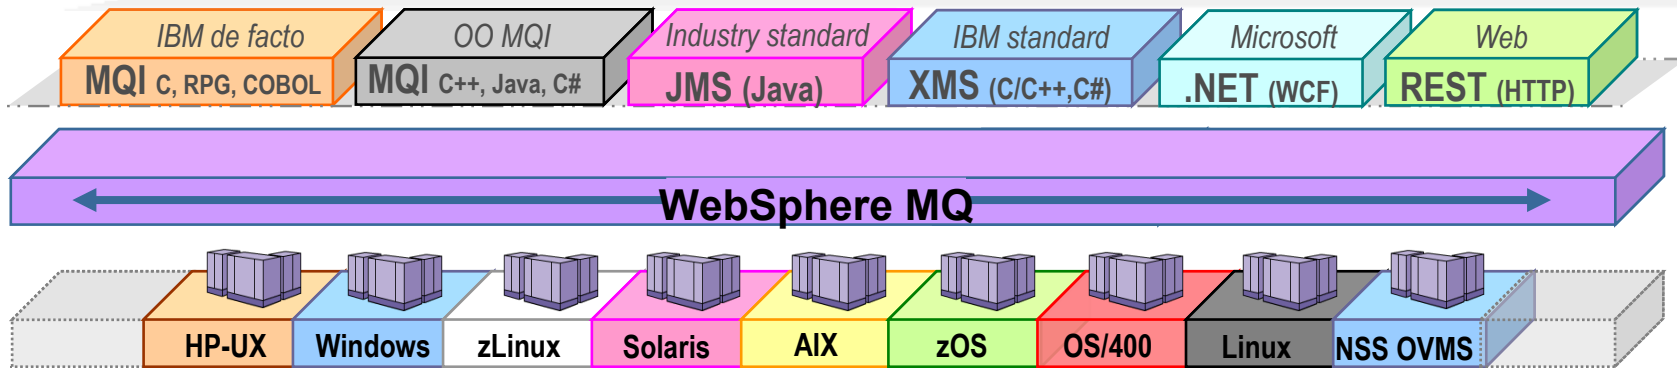 IBM de facto
MQI C, RPG, COBOL
OO MQI
MQI C++, Java, C#
Industry standard
JMS (Java)
IBM standard
XMS (C/C++,C#)
Microsoft
.NET (WCF)
Web
REST (HTTP)
WebSphere MQ
HP-UX
Windows
zLinux
Solaris
AIX
zOS
OS/400
Linux
NSS OVMS